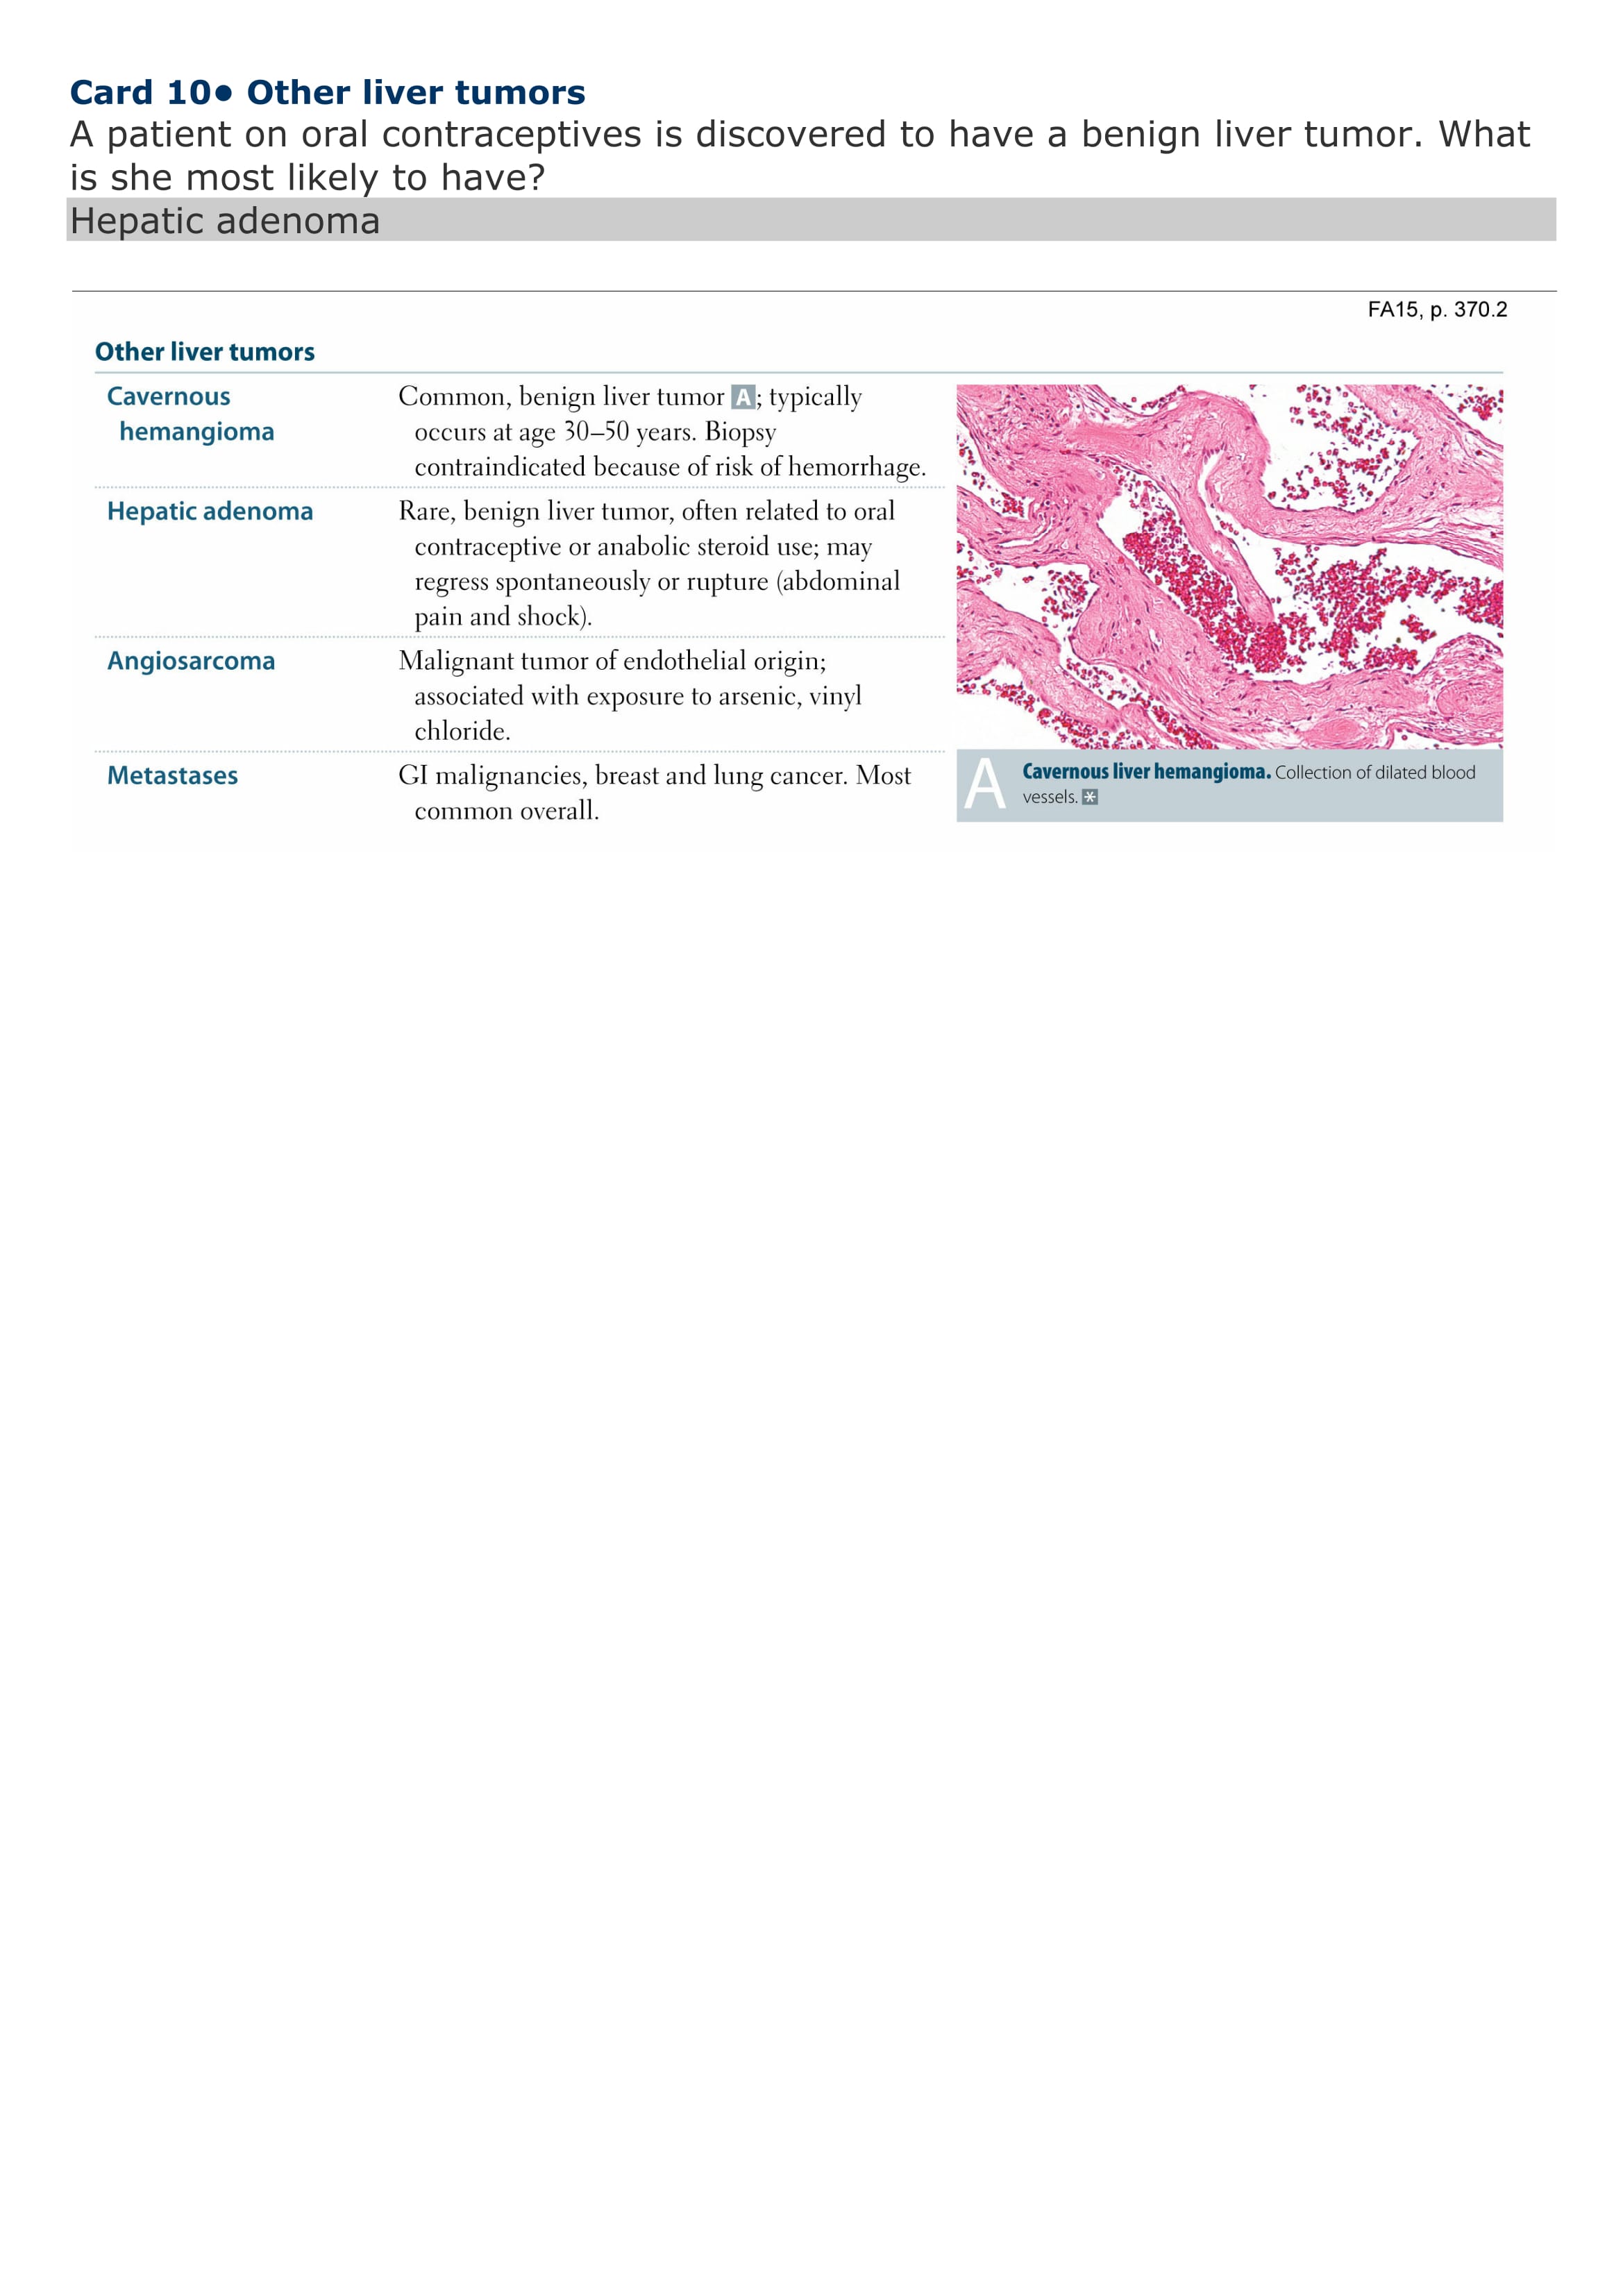 Card 10● Other liver tumors
A patient on oral contraceptives is discovered to have a benign liver tumor. What
is she most likely to have?
Hepatic adenoma
FA15, p. 370.2
Other liver tumors
Cavernous
hemangioma
Common, benign liver tumor A; typically
occurs at age 30–50 years. Biopsy
contraindicated because of risk of hemorrhage.
Hepatic adenoma
Rare, benign liver tumor, often related to oral
contraceptive or anabolic steroid use; may
regress spontaneously or rupture (abdominal
pain and shock).
Angiosarcoma
Malignant tumor of endothelial origin;
associated with exposure to arsenic, vinyl
chloride.
Metastases
GI malignancies, breast and lung cancer. Most
common overall.
A
Cavernous liver hemangioma. Collection of dilated blood
vessels. *